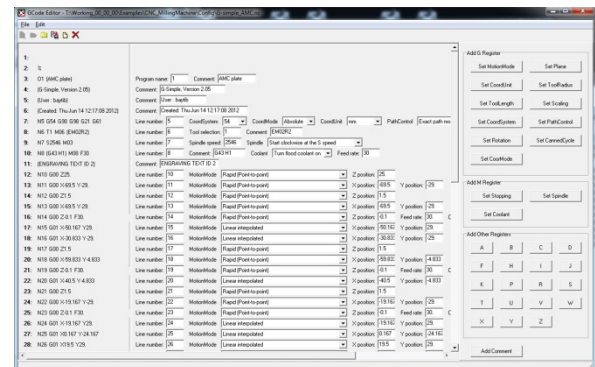 GCode Editor - T:\Working_00_00_00\Examples\CNC_MillingMachine\Config\G-simple_AMC.nc
File Edit
1:
2: %
3: O1 (AMC plate) Program name: 1 Comment: AMC plate
4: (G-Simple, Version 2.05) Comment: G-Simple, Version 2.05
5: (User : baptib) Comment: User : baptib
6: (Created: Thu Jun 14 12:17:08 2012) Comment: Created: Thu Jun 14 12:17:08 2012
7: N5 G54 G90 G98 G21 G61 Line number: 5 CoordSystem 54 CoordMode Absolute CoordUnit mm PathControl Exact path mo
8: N6 T1 M06 (EM02R2) Line number: 6 Tool selection: 1 Comment: EM02R2
9: N7 S2546 M03 Line number: 7 Spindle speed: 2546 Spindle Start clockwise at the S speed
10: N8 (G43 H1) M08 F30 Line number: 8 Comment: G43 H1 Coolant Turn flood coolant on Feed rate: 30
11: (ENGRAVING TEXT ID 2) Comment: ENGRAVING TEXT ID 2
12: N10 G00 Z25. Line number: 10 MotionMode Rapid (Point-to-point) Z position: 25.
13: N11 G00 X-69.5 Y-29. Line number: 11 MotionMode Rapid (Point-to-point) X position: -69.5 Y position: -29.
14: N12 G00 Z1.5 Line number: 12 MotionMode Rapid (Point-to-point) Z position: 1.5
15: N13 G00 X-69.5 Y-29. Line number: 13 MotionMode Rapid (Point-to-point) X position: -69.5 Y position: -29.
16: N14 G00 Z-0.1 F30. Line number: 14 MotionMode Rapid (Point-to-point) Z position: -0.1 Feed rate: 30.
17: N15 G01 X-50.167 Y29. Line number: 15 MotionMode Linear interpolated X position: -50.167 Y position: 29.
18: N16 G01 X-30.833 Y-29. Line number: 16 MotionMode Linear interpolated X position: -30.833 Y position: -29.
19: N17 G00 Z1.5 Line number: 17 MotionMode Rapid (Point-to-point) Z position: 1.5
20: N18 G00 X-59.833 Y-4.833 Line number: 18 MotionMode Rapid (Point-to-point) X position: -59.833 Y position: -4.833
21: N19 G00 Z-0.1 F30. Line number: 19 MotionMode Rapid (Point-to-point) Z position: -0.1 Feed rate: 30.
22: N20 G01 X-40.5 Y-4.833 Line number: 20 MotionMode Linear interpolated X position: -40.5 Y position: -4.833
23: N21 G00 Z1.5 Line number: 21 MotionMode Rapid (Point-to-point) Z position: 1.5
24: N22 G00 X-19.167 Y-29. Line number: 22 MotionMode Rapid (Point-to-point) X position: -19.16 Y position: -29.
25: N23 G00 Z-0.1 F30. Line number: 23 MotionMode Rapid (Point-to-point) Z position: -0.1 Feed rate: 30.
26: N24 G01 X-19.167 Y29. Line number: 24 MotionMode Linear interpolated X position: -19.16 Y position: 29.
27: N25 G01 X0.167 Y-24.167 Line number: 25 MotionMode Linear interpolated X position: 0.167 Y position: -24.16
28: N26 G01 X19.5 Y29. Line number: 26 MotionMode Linear interpolated X position: 19.5 Y position: 29.
Add G Register
Set MotionMode Set Plane
Set CoordUnit Set ToolRadius
Set ToolLength Set Scaling
Set CoordSystem Set PathControl
Set Rotation Set CannedCycle
Set CoorMode
Add M Register
Set Stopping Set Spindle
Set Coolant
Add Other Registers
A B C D
F H I J
K P R S
T U V W
X Y Z
Add Comment